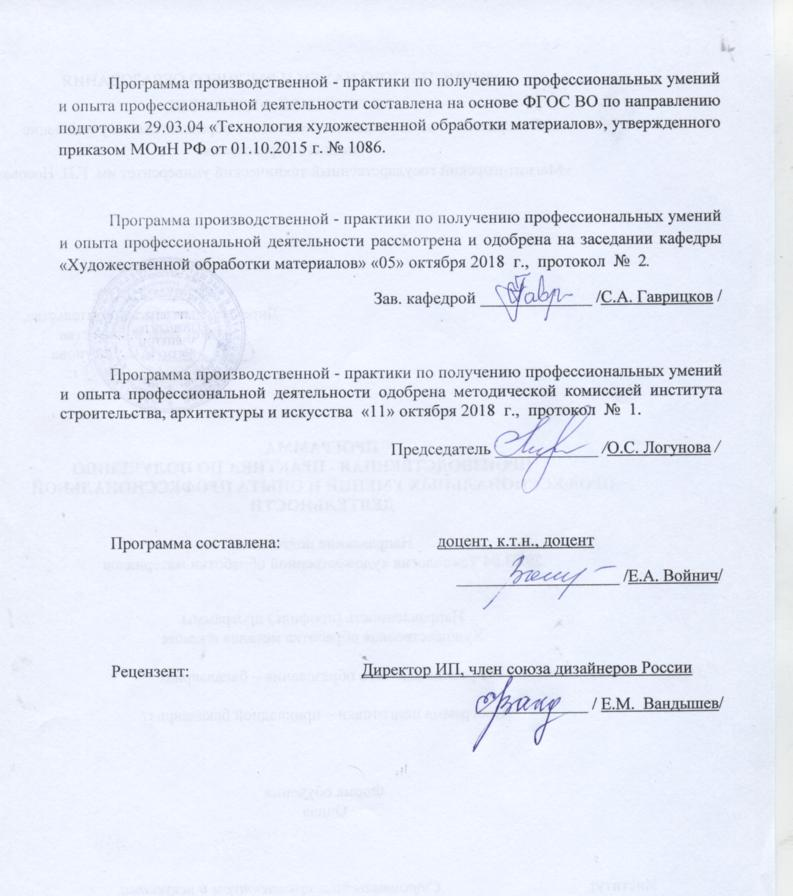 Программа производственной - практики по получению профессиональных умений
и опыта профессиональной деятельности составлена на основе ФГОС ВО по направлению
подготовки 29.03.04 «Технология художественной обработки материалов», утвержденного
приказом МОиН РФ от 01.10.2015 г. № 1086.
Программа производственной - практики по получению профессиональных умений
и опыта профессиональной деятельности рассмотрена и одобрена на заседании кафедры
«Художественной обработки материалов» «05» октября 2018 г., протокол № 2.
Зав. кафедрой ____________ /С.А. Гаврицков /
Программа производственной - практики по получению профессиональных умений
и опыта профессиональной деятельности одобрена методической комиссией института
строительства, архитектуры и искусства «11» октября 2018 г., протокол № 1.
Председатель ____________ /О.С. Логунова /
Программа составлена: доцент, к.т.н., доцент
____________ /Е.А. Войнич/
Рецензент: Директор ИП, член союза дизайнеров России
____________ / Е.М. Вандышев/